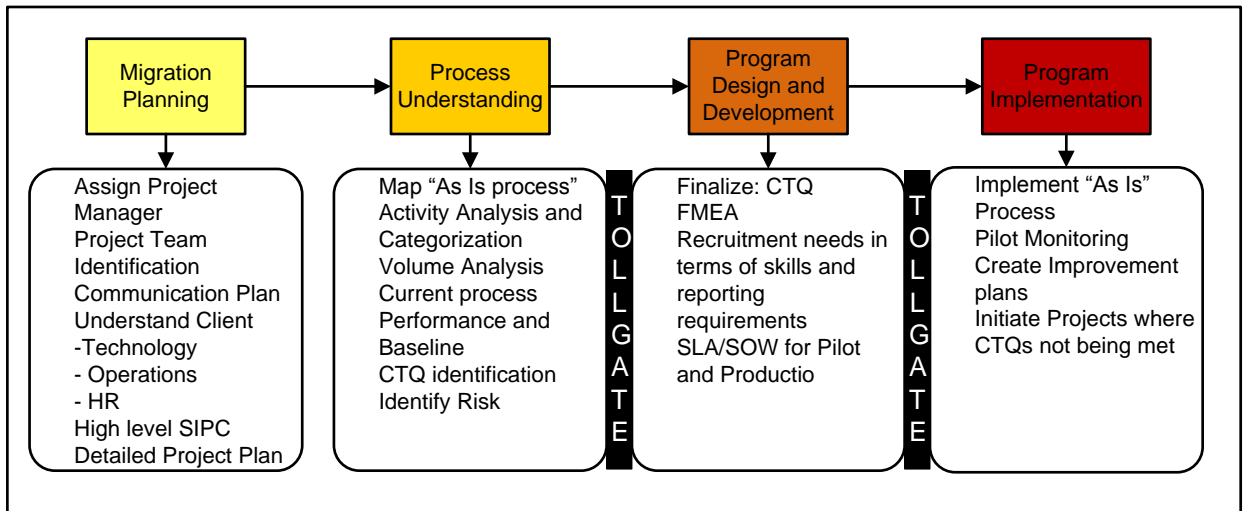 Migration
Planning
Process
Understanding
Program
Design and
Development
Program
Implementation
Assign Project
Manager
Project Team
Identification
Communication Plan
Understand Client
-Technology
- Operations
- HR
High level SIPC
Detailed Project Plan
Map “As Is process”
Activity Analysis and
Categorization
Volume Analysis
Current process
Performance and
Baseline
CTQ identification
Identify Risk
TOLLGATE
Finalize: CTQ
FMEA
Recruitment needs in
terms of skills and
reporting
requirements
SLA/SOW for Pilot
and Productio
TOLLGATE
Implement “As Is”
Process
Pilot Monitoring
Create Improvement
plans
Initiate Projects where
CTQs not being met